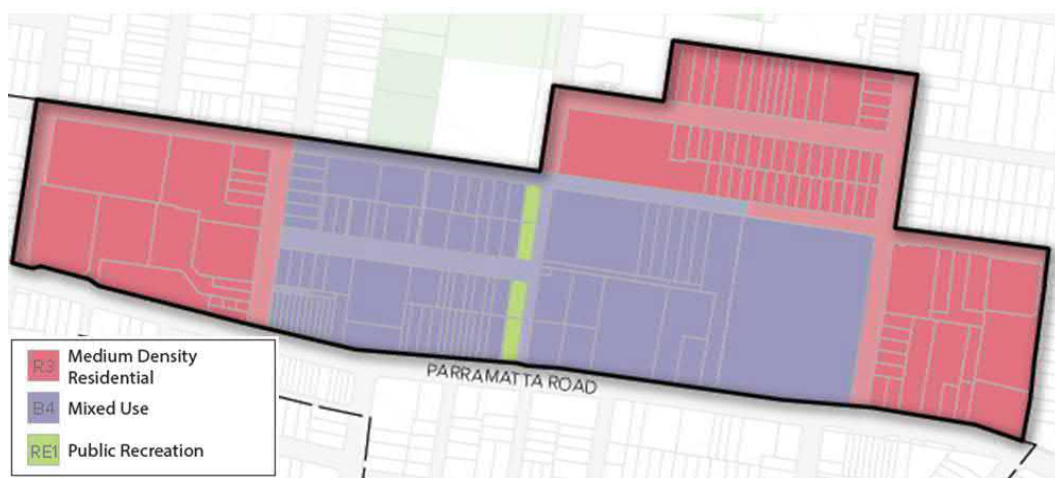 PARRAMATTA ROAD
R3 Medium Density
Residential
B4 Mixed Use
RE1 Public Recreation